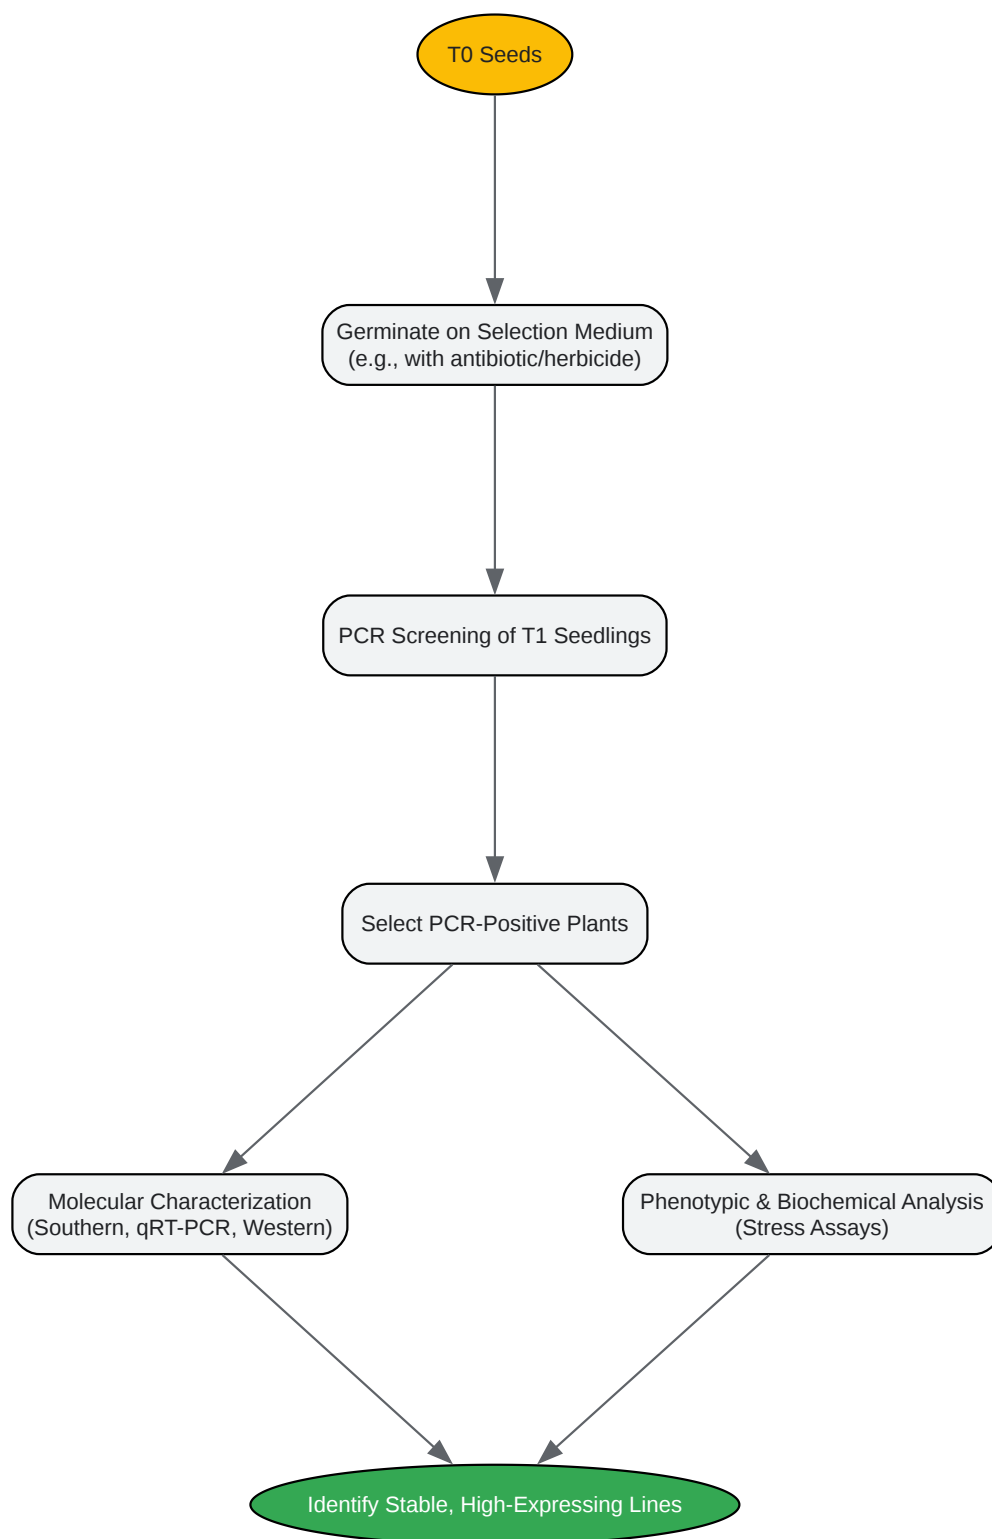 T0 Seeds
Germinate on Selection Medium
(e.g., with antibiotic/herbicide)
PCR Screening of T1 Seedlings
Select PCR-Positive Plants
Molecular Characterization
(Southern, qRT-PCR, Western)
Phenotypic & Biochemical Analysis
(Stress Assays)
Identify Stable, High-Expressing Lines